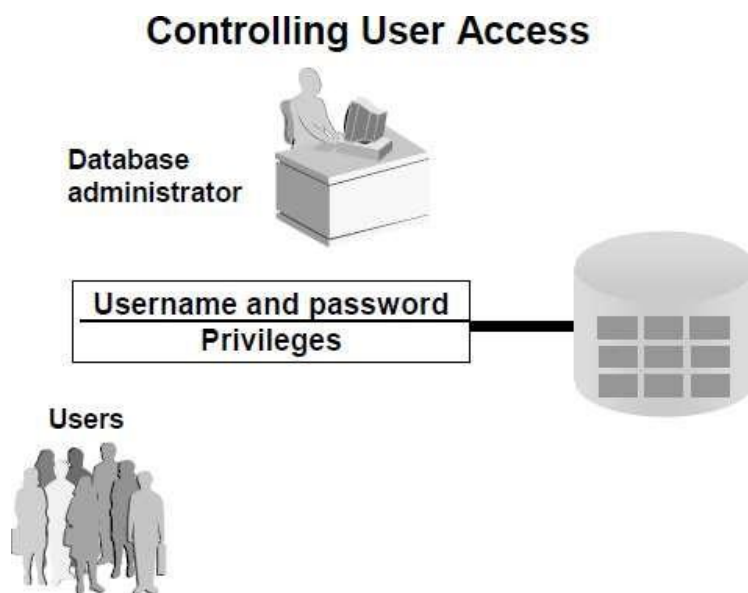 Controlling User Access
Database
administrator
Username and password
Privileges
Users